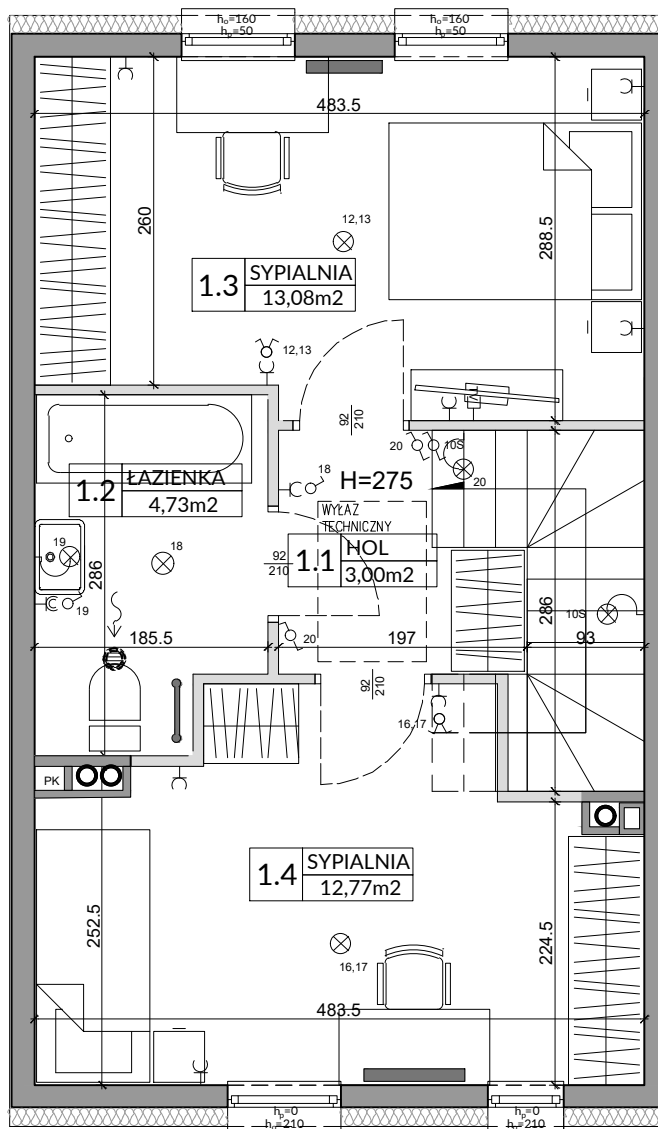 h₀=160
hₚ=50
h₀=160
hₚ=50
483.5
260
288.5
12,13
1.3
SYPIALNIA
13,08m2
12,13
92
210
20
10S
20
18
H=275
1.2
ŁAZIENKA
4,73m2
WYŁAZ
TECHNICZNY
1.1
HOL
3,00m2
92
210
19
18
19
286
286
10S
185.5
20
197
93
92
210
16,17
PK
1.4
SYPIALNIA
12,77m2
252.5
224.5
16,17
483.5
hₚ=0
h₀=210
hₚ=0
h₀=210